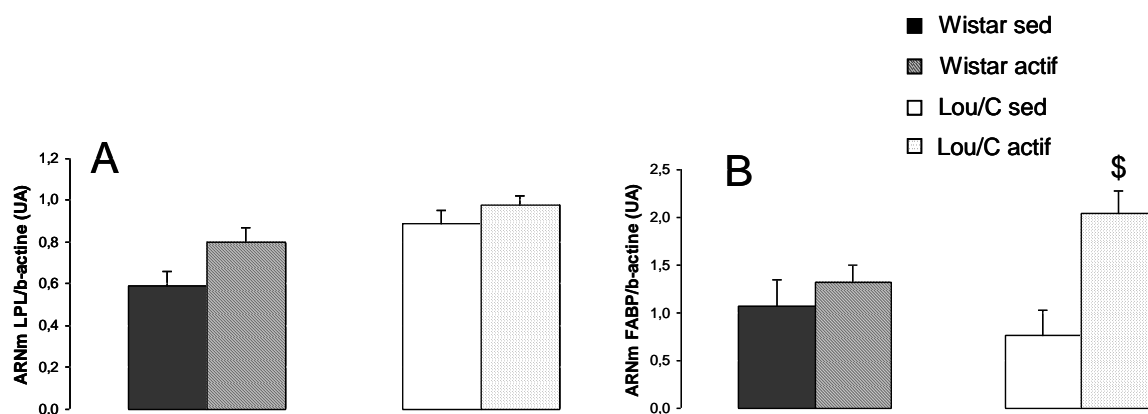 Wistar sed
Wistar actif
Lou/C sed
Lou/C actif
A
ARNm LPL/b-actine (UA)
1,2
1,0
0,8
0,6
0,4
0,2
0,0
B
$
ARNm FABP/b-actine (UA)
2,5
2,0
1,5
1,0
0,5
0,0